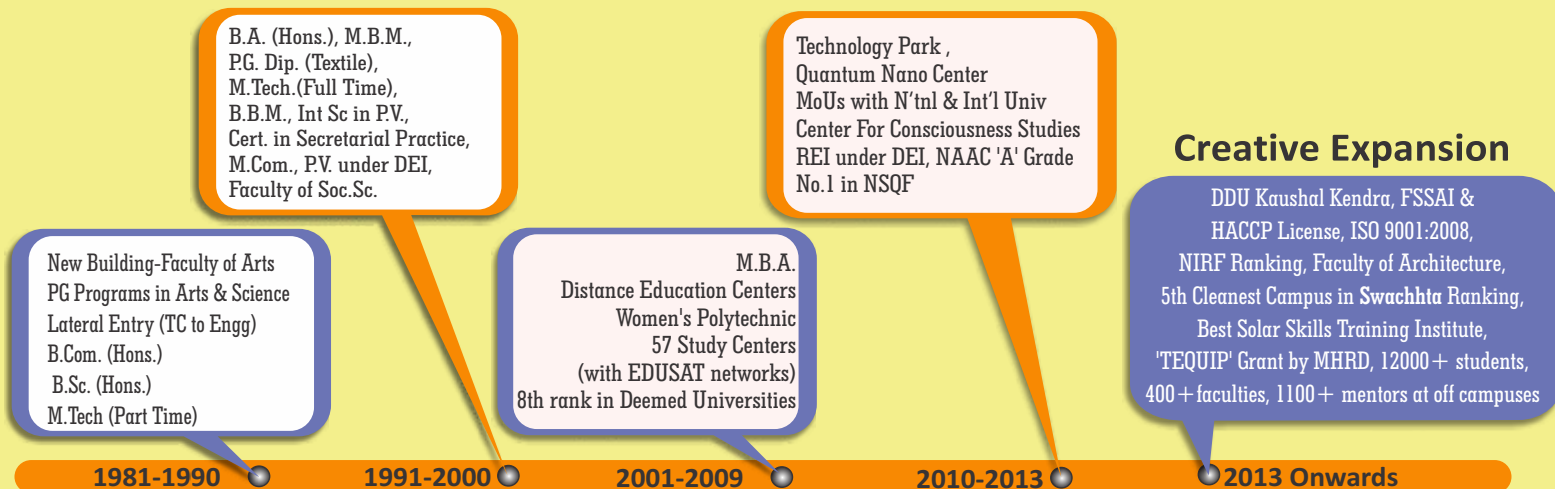 B.A. (Hons.), M.B.M.,
P.G. Dip. (Textile),
M.Tech.(Full Time),
B.B.M., Int Sc in P.V.,
Cert. in Secretarial Practice,
M.Com., P.V. under DEI,
Faculty of Soc.Sc.
Technology Park ,
Quantum Nano Center
MoUs with N'tnl & Int'l Univ
Center For Consciousness Studies
REI under DEI, NAAC 'A' Grade
No.1 in NSQF
Creative Expansion
DDU Kaushal Kendra, FSSAI &
HACCP License, ISO 9001:2008,
NIRF Ranking, Faculty of Architecture,
5th Cleanest Campus in Swachhta Ranking,
Best Solar Skills Training Institute,
'TEQUIP' Grant by MHRD, 12000+ students,
400+faculties, 1100+ mentors at off campuses
New Building-Faculty of Arts
PG Programs in Arts & Science
Lateral Entry (TC to Engg)
B.Com. (Hons.)
B.Sc. (Hons.)
M.Tech (Part Time)
M.B.A.
Distance Education Centers
Women's Polytechnic
57 Study Centers
(with EDUSAT networks)
8th rank in Deemed Universities
1981-1990
1991-2000
2001-2009
2010-2013
2013 Onwards